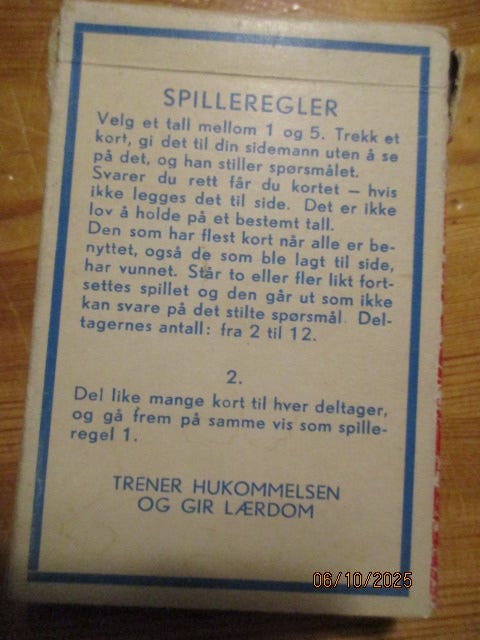 SPILLEREGLER
Velg et tall mellom 1 og 5. Trekk et
kort, gi det til din sidemann uten å se
på det, og han stiller spørsmålet.
Svarer du rett får du kortet — hvis
ikke legges det til side. Det er ikke
lov å holde på et bestemt tall.
Den som har flest kort når alle er be-
nyttet, også de som ble lagt til side,
har vunnet. Står to eller fler likt fort-
settes spillet og den går ut som ikke
kan svare på det stilte spørsmål. Del-
tagernes antall: fra 2 til 12.
2.
Del like mange kort til hver deltager,
og gå frem på samme vis som spille-
regel 1.
TRENER HUKOMMELSEN
OG GIR LÆRDOM
06/10/2025